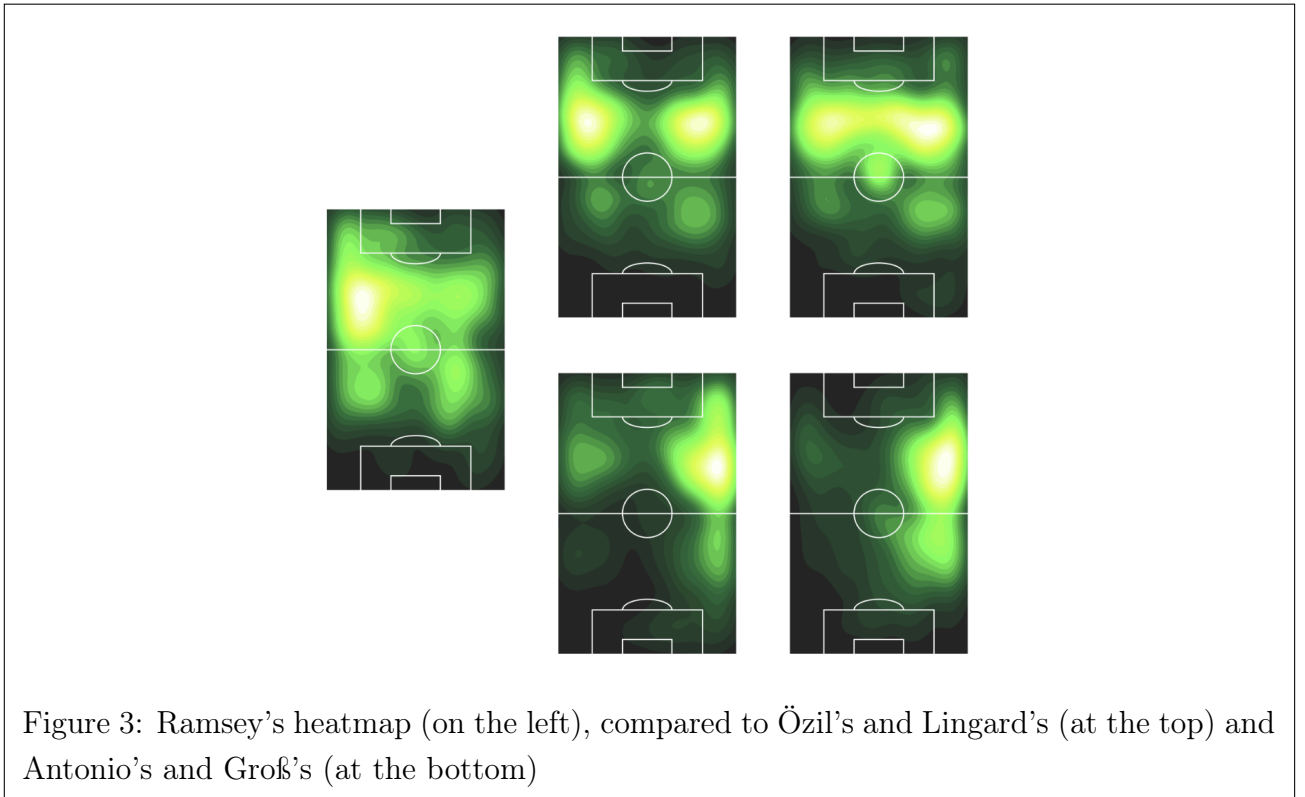 Figure 3: Ramsey's heatmap (on the left), compared to Özil's and Lingard's (at the top) and
Antonio's and Groß's (at the bottom)